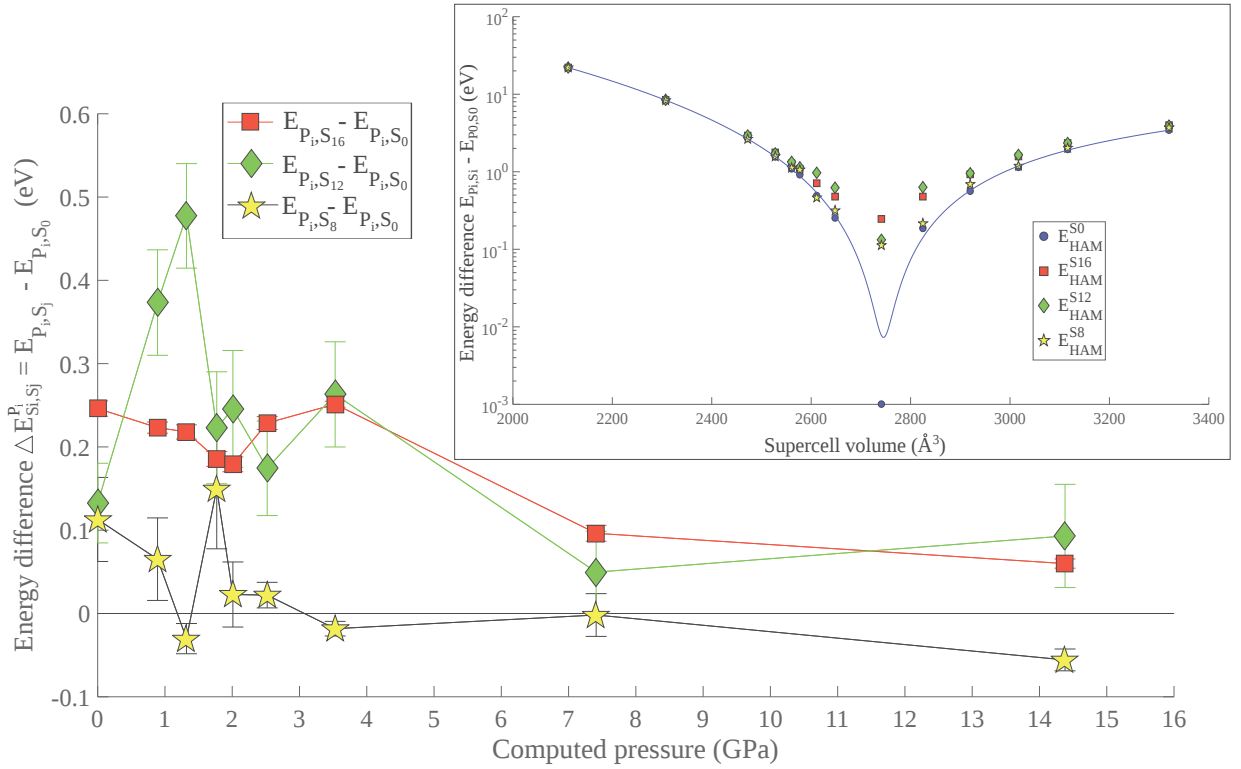 Energy difference △E^{P_i}_{Si,Sj} = E_{P_i,S_j} - E_{P_i,S_0} (eV)
0.6
0.5
0.4
0.3
0.2
0.1
0
-0.1
E_{P_i,S_16} - E_{P_i,S_0}
E_{P_i,S_12} - E_{P_i,S_0}
E_{P_i,S_8} - E_{P_i,S_0}
0 1 2 3 4 5 6 7 8 9 10 11 12 13 14 15 16
Computed pressure (GPa)
Energy difference E_{Pi,Si} - E_{P0,S0} (eV)
10^2
10^1
10^0
10^-1
10^-2
10^-3
E_{HAM}^{S0}
E_{HAM}^{S16}
E_{HAM}^{S12}
E_{HAM}^{S8}
2000 2200 2400 2600 2800 3000 3200 3400
Supercell volume (Å^3)